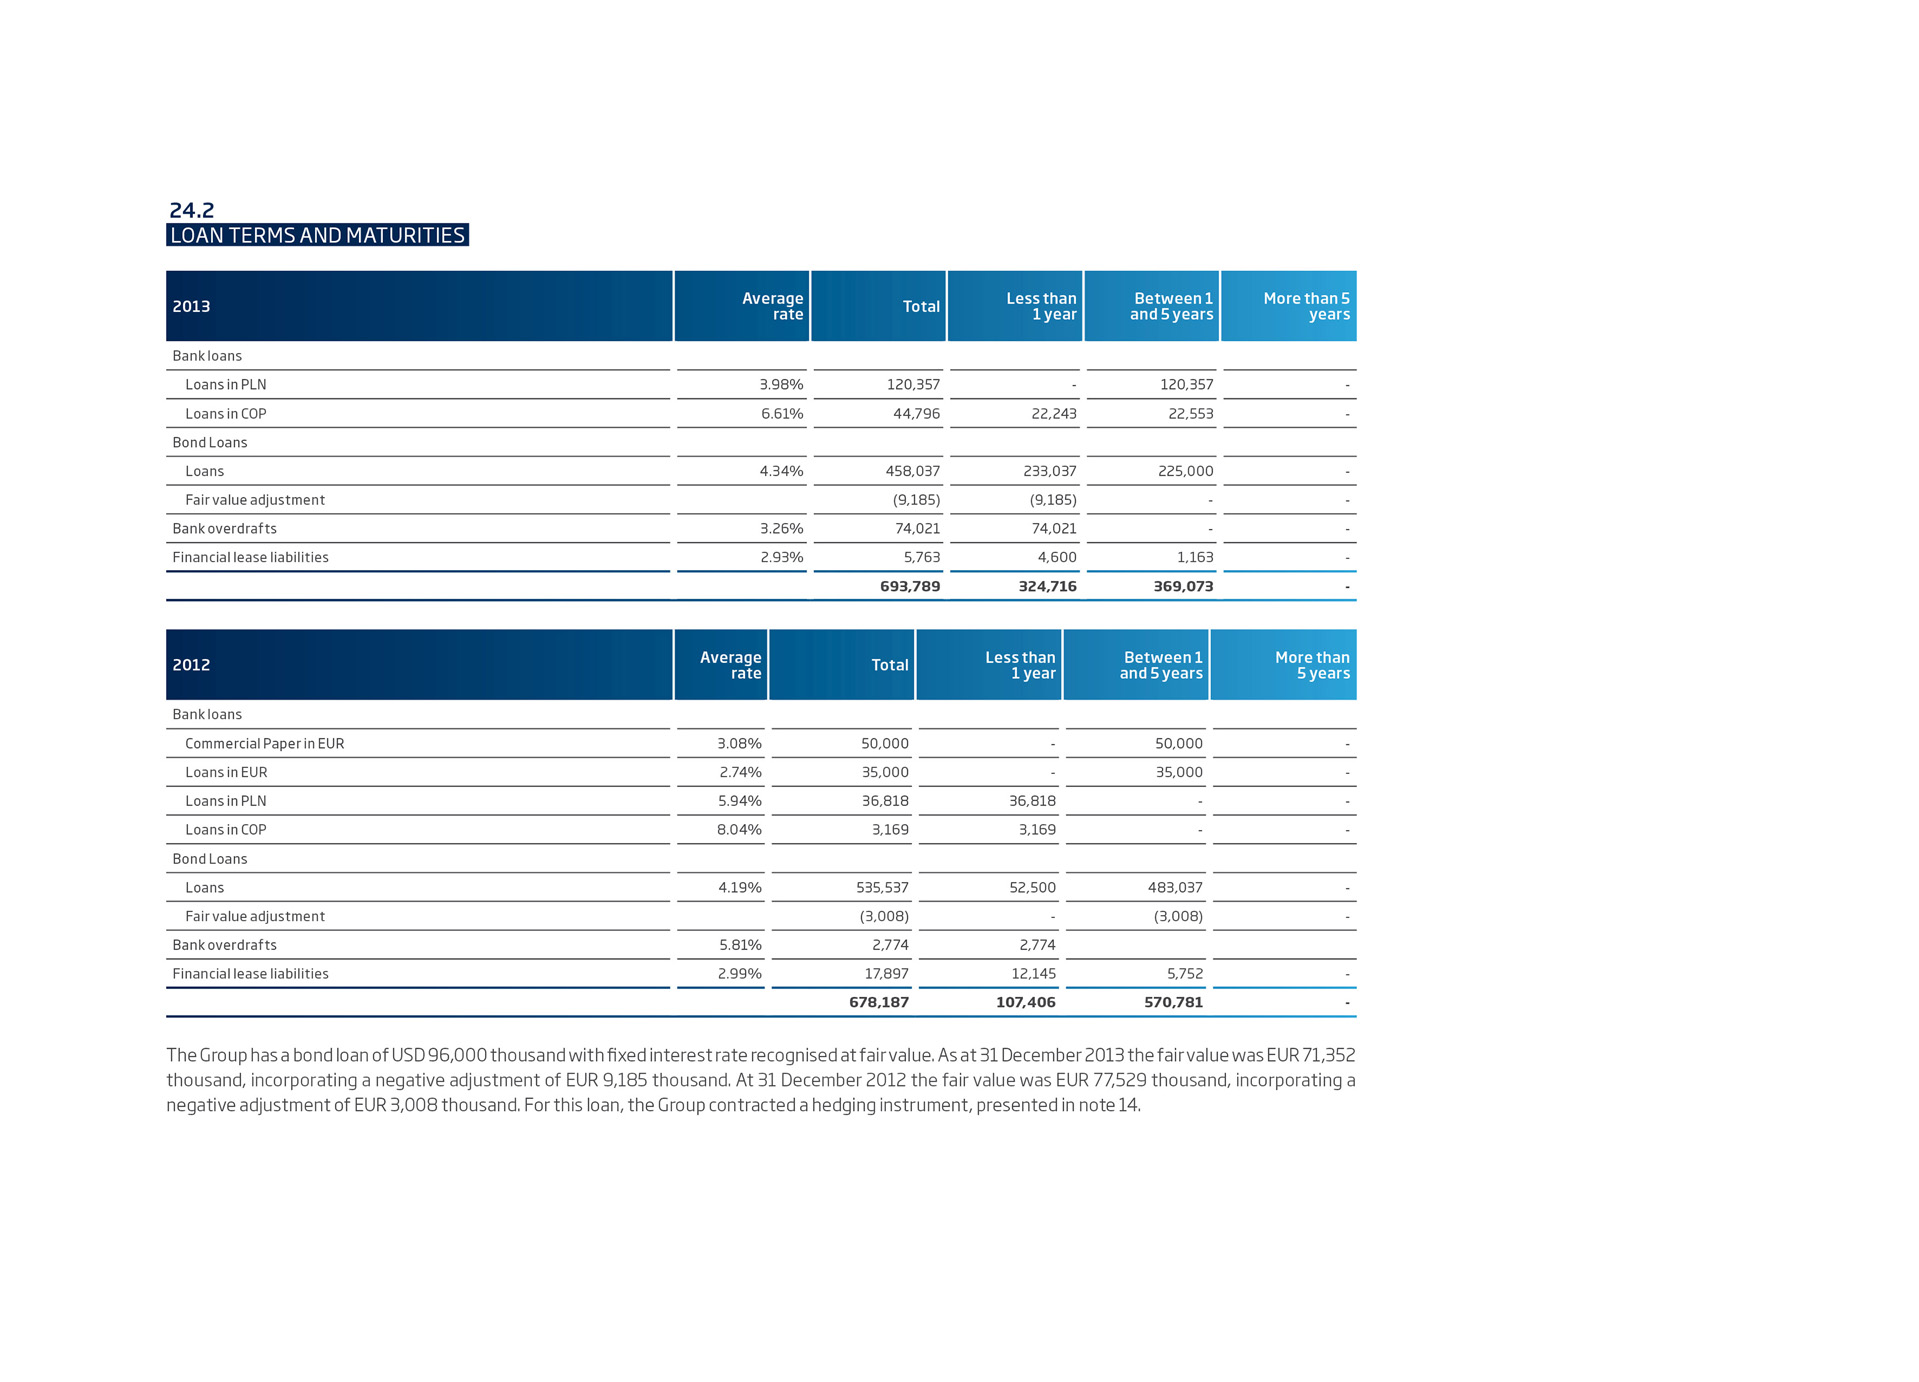 24.2
LOAN TERMS AND MATURITIES
2013 Average rate Total Less than 1 year Between 1 and 5 years More than 5 years
Bank loans
Loans in PLN 3.98% 120,357 - 120,357 -
Loans in COP 6.61% 44,796 22,243 22,553 -
Bond Loans
Loans 4.34% 458,037 233,037 225,000 -
Fair value adjustment (9,185) (9,185) - -
Bank overdrafts 3.26% 74,021 74,021 - -
Financial lease liabilities 2.93% 5,763 4,600 1,163 -
693,789 324,716 369,073 -
2012 Average rate Total Less than 1 year Between 1 and 5 years More than 5 years
Bank loans
Commercial Paper in EUR 3.08% 50,000 - 50,000 -
Loans in EUR 2.74% 35,000 - 35,000 -
Loans in PLN 5.94% 36,818 36,818 - -
Loans in COP 8.04% 3,169 3,169 - -
Bond Loans
Loans 4.19% 535,537 52,500 483,037 -
Fair value adjustment (3,008) - (3,008) -
Bank overdrafts 5.81% 2,774 2,774
Financial lease liabilities 2.99% 17,897 12,145 5,752 -
678,187 107,406 570,781 -
The Group has a bond loan of USD 96,000 thousand with fixed interest rate recognised at fair value. As at 31 December 2013 the fair value was EUR 71,352
thousand, incorporating a negative adjustment of EUR 9,185 thousand. At 31 December 2012 the fair value was EUR 77,529 thousand, incorporating a
negative adjustment of EUR 3,008 thousand. For this loan, the Group contracted a hedging instrument, presented in note 14.